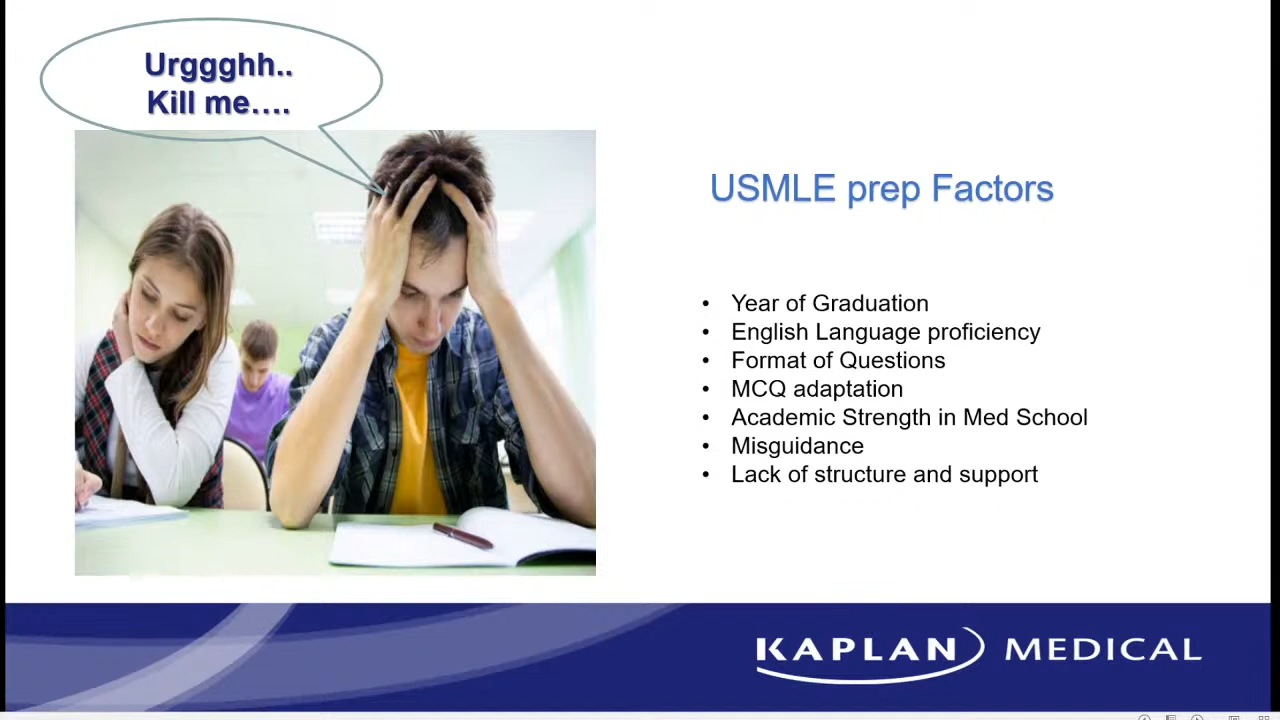 Urggghh..
Kill me….
USMLE prep Factors
• Year of Graduation
• English Language proficiency
• Format of Questions
• MCQ adaptation
• Academic Strength in Med School
• Misguidance
• Lack of structure and support
KAPLAN MEDICAL